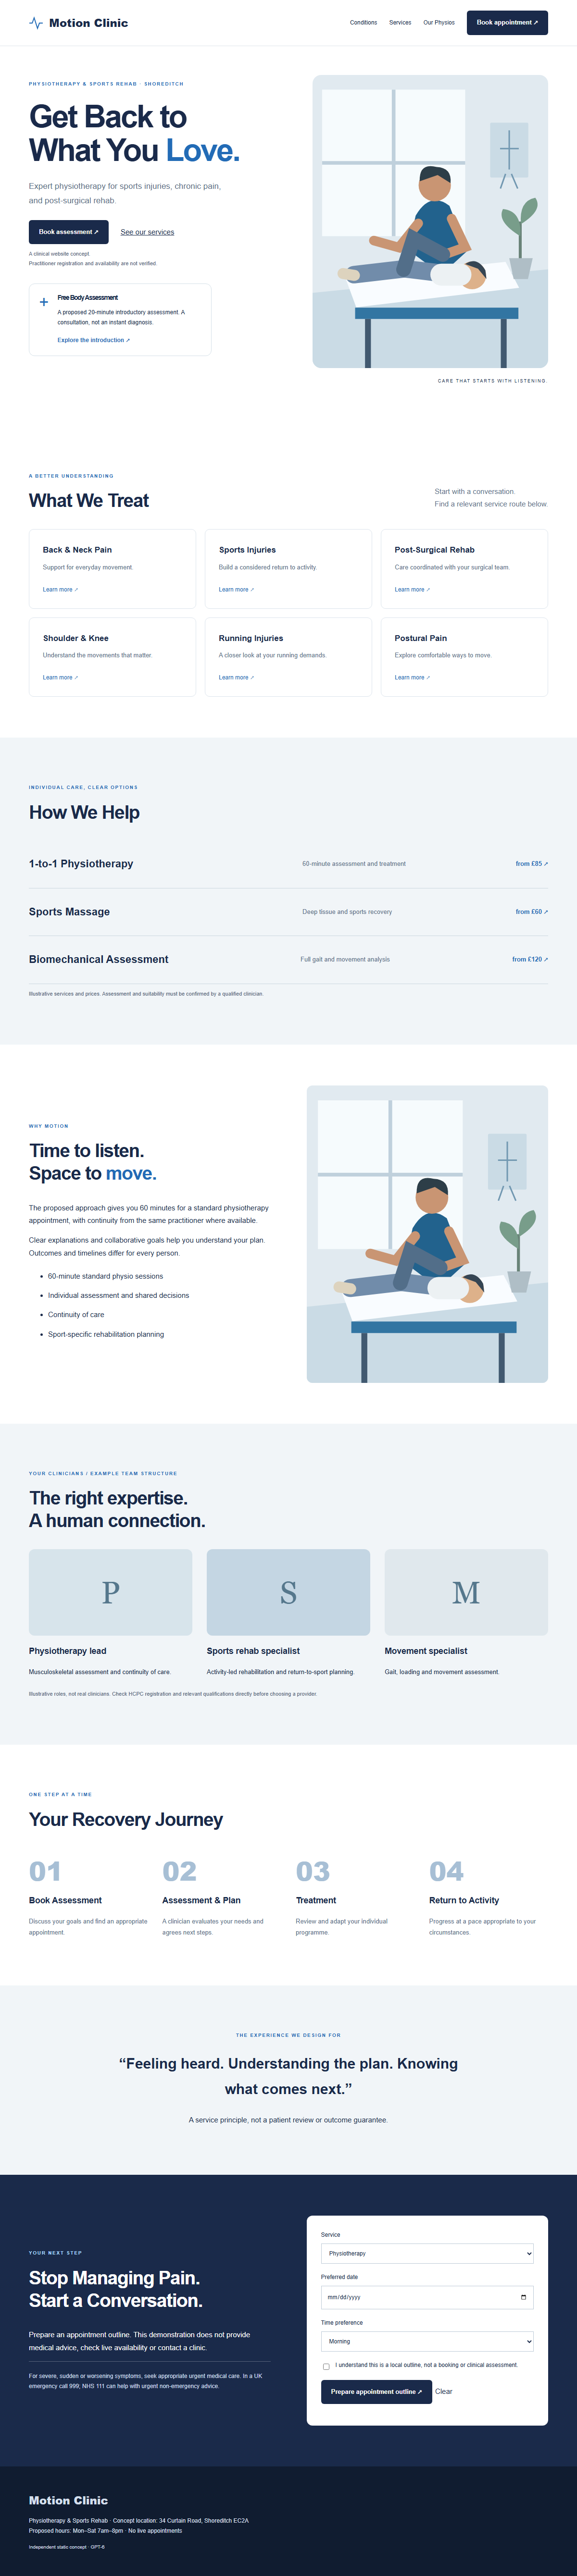 Motion Clinic
Conditions Services Our Physios Book appointment ↗
PHYSIOTHERAPY & SPORTS REHAB · SHOREDITCH
Get Back to
What You Love.
Expert physiotherapy for sports injuries, chronic pain,
and post-surgical rehab.
Book assessment ↗ See our services
A clinical website concept.
Practitioner registration and availability are not verified.
+
Free Body Assessment
A proposed 20-minute introductory assessment. A
consultation, not an instant diagnosis.
Explore the introduction ↗
CARE THAT STARTS WITH LISTENING.
A BETTER UNDERSTANDING
What We Treat
Start with a conversation.
Find a relevant service route below.
Back & Neck Pain
Support for everyday movement.
Learn more ↗
Sports Injuries
Build a considered return to activity.
Learn more ↗
Post-Surgical Rehab
Care coordinated with your surgical team.
Learn more ↗
Shoulder & Knee
Understand the movements that matter.
Learn more ↗
Running Injuries
A closer look at your running demands.
Learn more ↗
Postural Pain
Explore comfortable ways to move.
Learn more ↗
INDIVIDUAL CARE, CLEAR OPTIONS
How We Help
1-to-1 Physiotherapy 60-minute assessment and treatment from £85 ↗
Sports Massage Deep tissue and sports recovery from £60 ↗
Biomechanical Assessment Full gait and movement analysis from £120 ↗
Illustrative services and prices. Assessment and suitability must be confirmed by a qualified clinician.
WHY MOTION
Time to listen.
Space to move.
The proposed approach gives you 60 minutes for a standard physiotherapy
appointment, with continuity from the same practitioner where available.
Clear explanations and collaborative goals help you understand your plan.
Outcomes and timelines differ for every person.
• 60-minute standard physio sessions
• Individual assessment and shared decisions
• Continuity of care
• Sport-specific rehabilitation planning
YOUR CLINICIANS / EXAMPLE TEAM STRUCTURE
The right expertise.
A human connection.
P
Physiotherapy lead
Musculoskeletal assessment and continuity of care.
S
Sports rehab specialist
Activity-led rehabilitation and return-to-sport planning.
M
Movement specialist
Gait, loading and movement assessment.
Illustrative roles, not real clinicians. Check HCPC registration and relevant qualifications directly before choosing a provider.
ONE STEP AT A TIME
Your Recovery Journey
01
Book Assessment
Discuss your goals and find an appropriate
appointment.
02
Assessment & Plan
A clinician evaluates your needs and
agrees next steps.
03
Treatment
Review and adapt your individual
programme.
04
Return to Activity
Progress at a pace appropriate to your
circumstances.
THE EXPERIENCE WE DESIGN FOR
“Feeling heard. Understanding the plan. Knowing
what comes next.”
A service principle, not a patient review or outcome guarantee.
YOUR NEXT STEP
Stop Managing Pain.
Start a Conversation.
Prepare an appointment outline. This demonstration does not provide
medical advice, check live availability or contact a clinic.
For severe, sudden or worsening symptoms, seek appropriate urgent medical care. In a UK
emergency call 999; NHS 111 can help with urgent non-emergency advice.
Service
Physiotherapy
Preferred date
mm/dd/yyyy
Time preference
Morning
I understand this is a local outline, not a booking or clinical assessment.
Prepare appointment outline ↗ Clear
Motion Clinic
Physiotherapy & Sports Rehab · Concept location: 34 Curtain Road, Shoreditch EC2A
Proposed hours: Mon–Sat 7am–8pm · No live appointments
Independent static concept · GPT-6